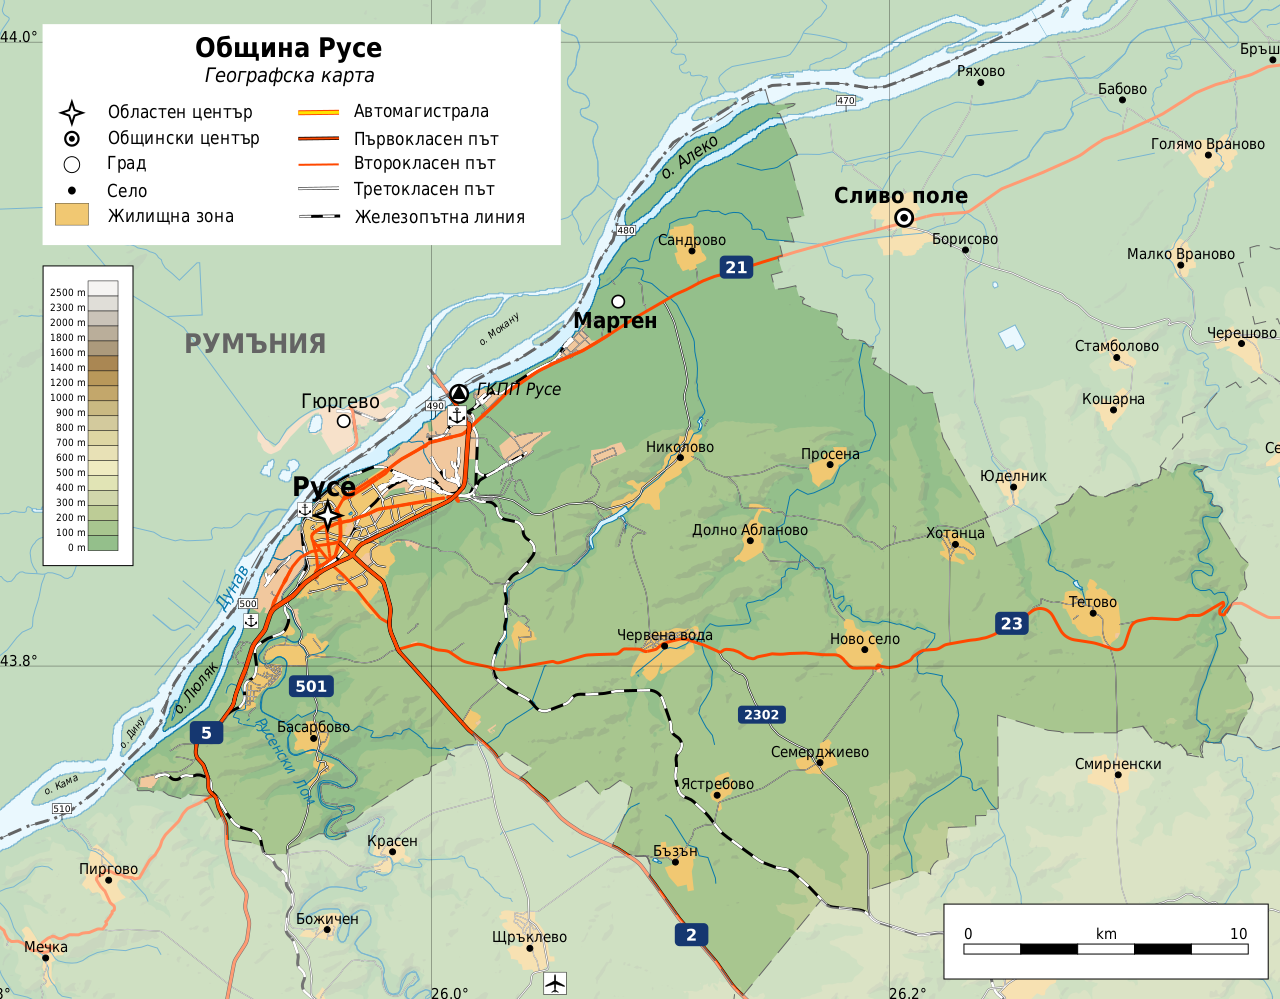 44.0°
Община Русе
Географска карта
Областен център
Общински център
Град
Село
Жилищна зона
Автомагистрала
Първокласен път
Второкласен път
Третокласен път
Железопътна линия
2500 m
2300 m
2000 m
1800 m
1600 m
1400 m
1200 m
1000 m
900 m
800 m
700 m
600 m
500 m
400 m
300 m
200 m
100 m
0 m
Бръш
Ряхово
470
Бабово
Голямо Враново
о. Алеко
Сливо поле
480
Сандрово
Борисово
Малко Враново
21
Мартен
о. Мокану
РУМЪНИЯ
Черешово
Стамболово
ГКПП Русе
Гюргево
490
Кошарна
Николово
Просена
Се
Юделник
Русе
Долно Абланово
Хотанца
Дунав
500
Тетово
23
Червена вода
Ново село
43.8°
о. Люляк
501
2302
5
о. Дину
Басарбово
Русенски Лом
Семерджиево
Смирненски
Ястребово
о. Кама
510
Красен
Бъзън
Пиргово
Божичен
Щръклево
2
Мечка
0
km
10
8°
26.0°
26.2°